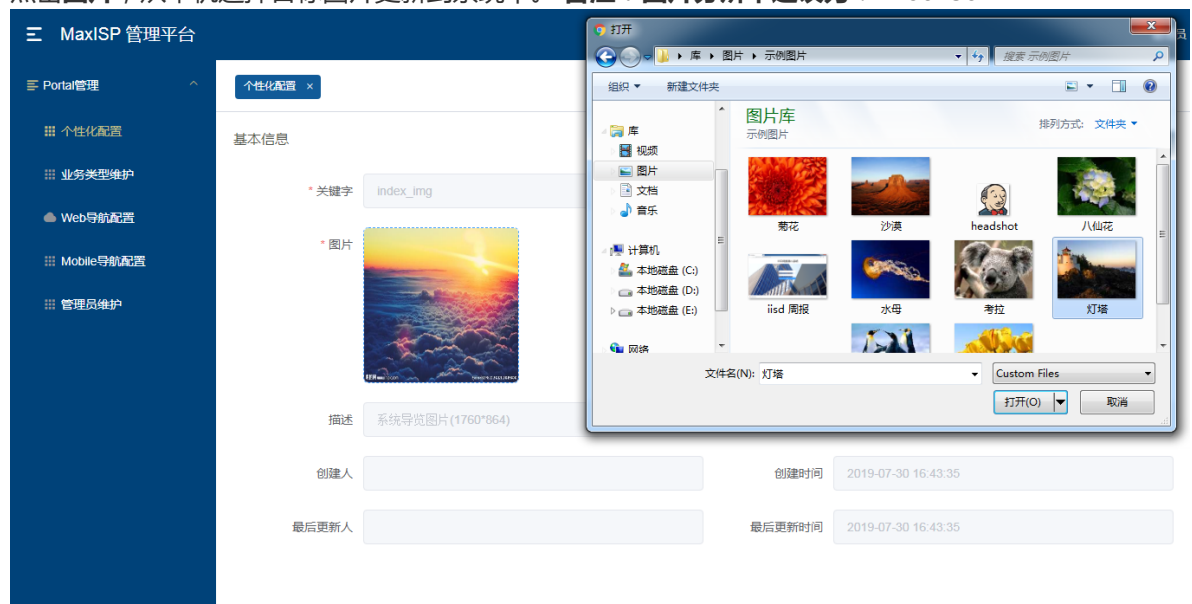 MaxISP 管理平台
Portal管理
个性化配置
业务类型维护
Web导航配置
Mobile导航配置
管理员维护
个性化配置 ×
基本信息
* 关键字 index_img
* 图片
描述 系统导览图片(1760*864)
创建人
创建时间 2019-07-30 16:43:35
最后更新人
最后更新时间 2019-07-30 16:43:35
员
打开
库 图片 示例图片
搜索 示例图片
组织 新建文件夹
库
视频
图片
文档
音乐
计算机
本地磁盘 (C:)
本地磁盘 (D:)
本地磁盘 (E:)
网络
图片库
示例图片
排列方式: 文件夹
菊花 沙漠 headshot 八仙花
iisd 周报 水母 考拉 灯塔
文件名(N): 灯塔
Custom Files
打开(O) 取消